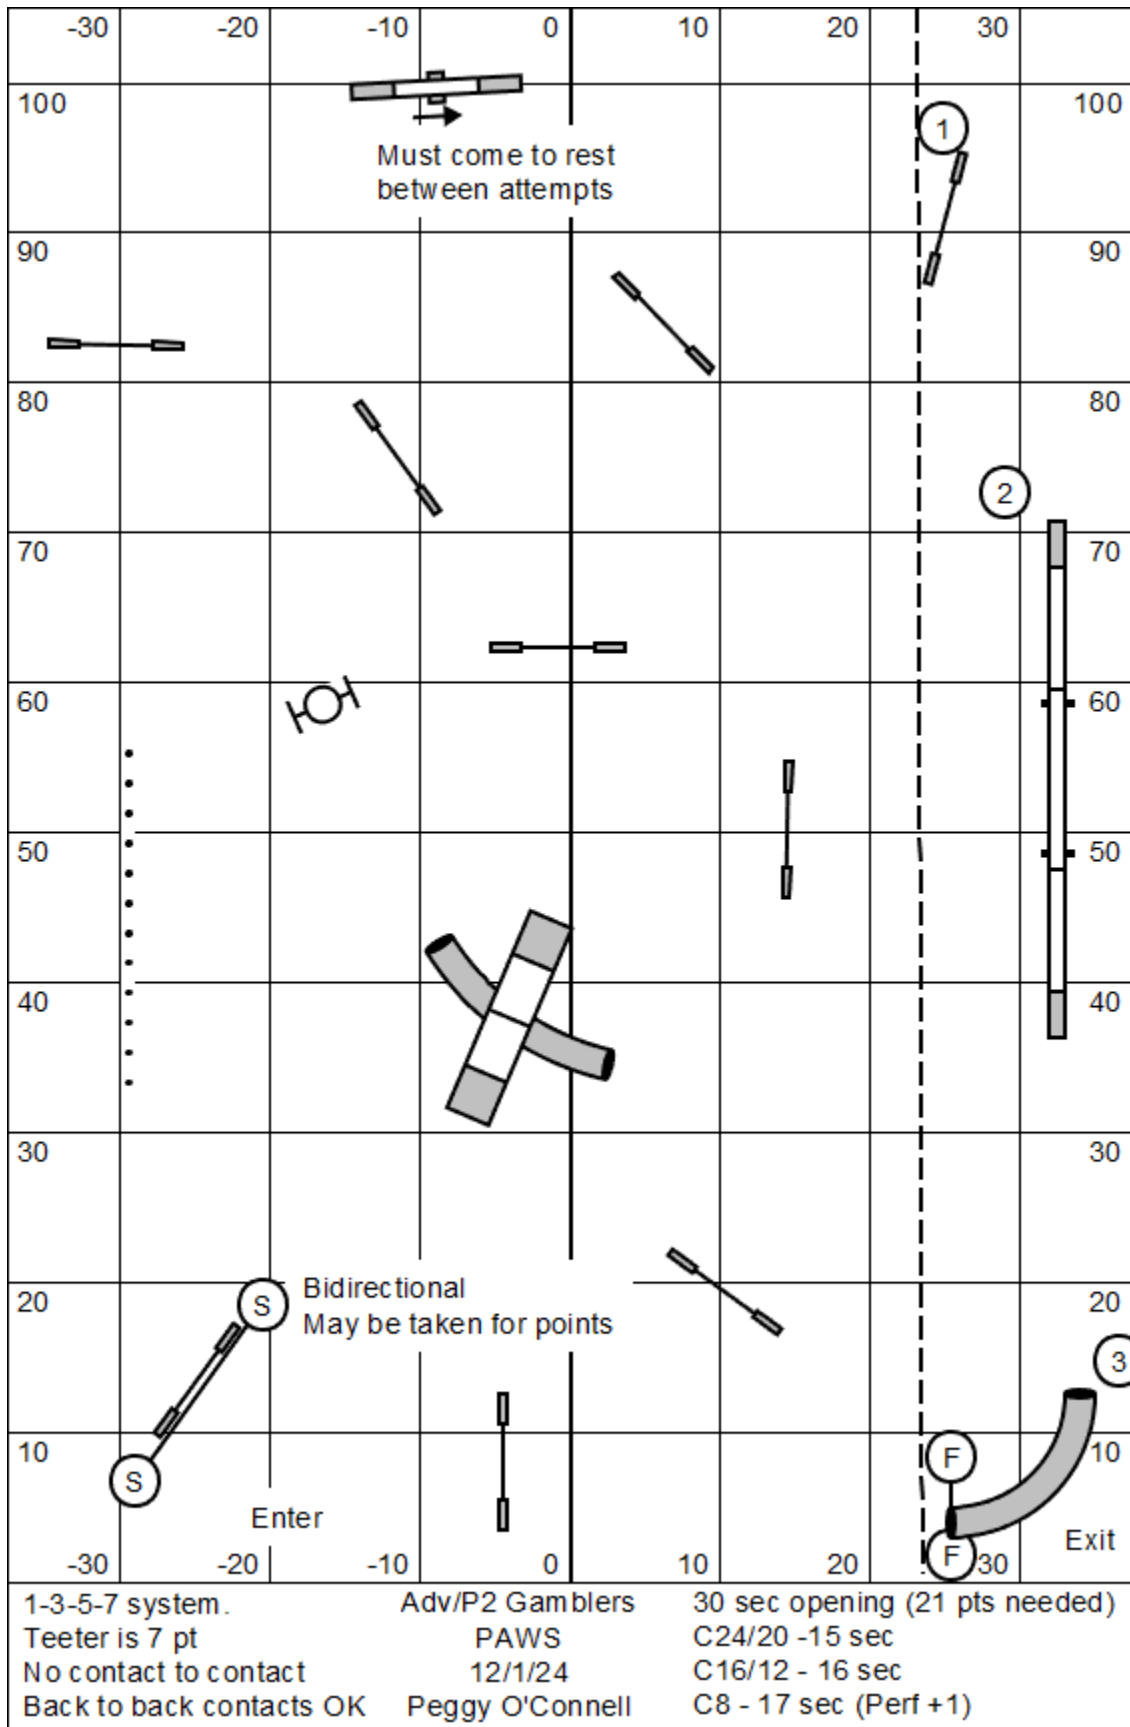 -30 -20 -10 0 10 20 30
100 100
1
Must come to rest
between attempts
90 90
80 80
2
70 70
60 60
50 50
40 40
30 30
20 20
S Bidirectional
May be taken for points
3
10 10
F
S
Enter
Exit
F
-30 -20 -10 0 10 20 30
1-3-5-7 system. Adv/P2 Gamblers 30 sec opening (21 pts needed)
Teeter is 7 pt PAWS C24/20 -15 sec
No contact to contact 12/1/24 C16/12 - 16 sec
Back to back contacts OK Peggy O'Connell C8 - 17 sec (Perf +1)